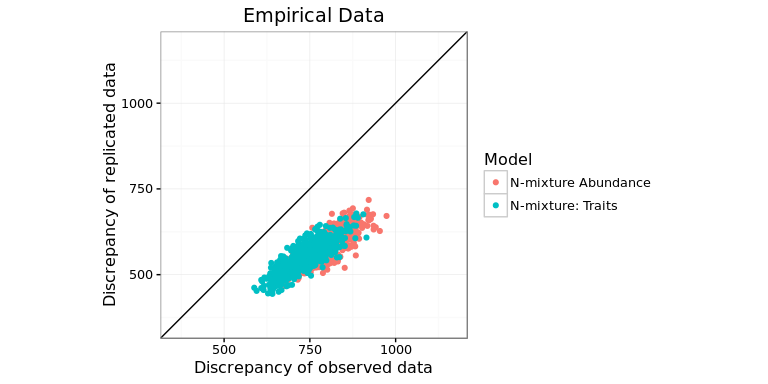 Empirical Data
Discrepancy of replicated data
1000
750
500
500 750 1000
Discrepancy of observed data
Model
N-mixture Abundance
N-mixture: Traits